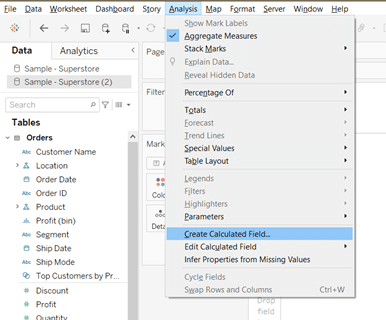 File Data Worksheet Dashboard Story Analysis Map Format Server Window Help
Data Analytics
Sample - Superstore
Sample - Superstore (2)
Search
Tables
Orders
Abc Customer Name
Location
Order Date
Abc Order ID
Product
Profit (bin)
Abc Segment
Ship Date
Abc Ship Mode
Top Customers by Pr...
Discount
Profit
Quantity
Page
Filter
Mark
Colo
Deta
Show Mark Labels
Aggregate Measures
Stack Marks
Explain Data...
Reveal Hidden Data
Percentage Of
Totals
Forecast
Trend Lines
Special Values
Table Layout
Legends
Filters
Highlighters
Parameters
Create Calculated Field...
Edit Calculated Field
Infer Properties from Missing Values
Cycle Fields
Swap Rows and Columns Ctrl+W
Drop
field